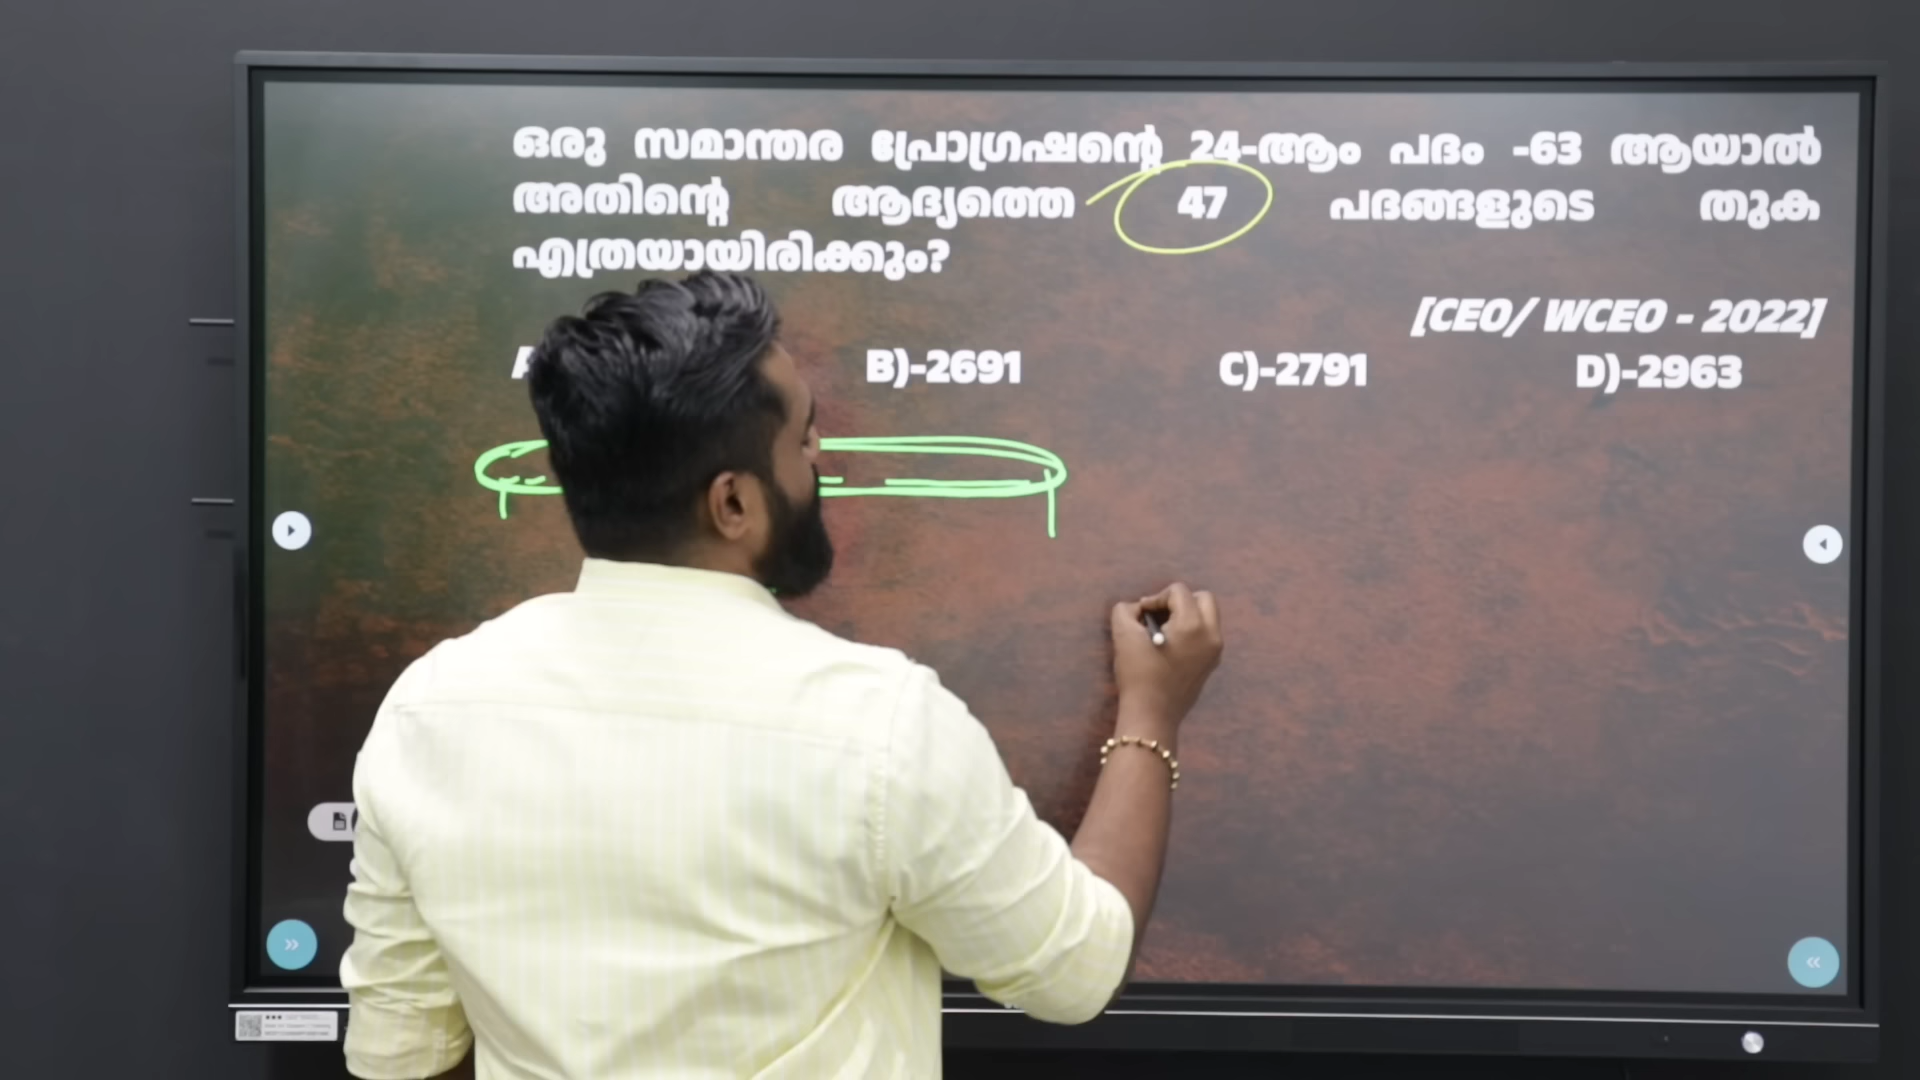 ഒരു സമാന്തര പ്രോഗ്രഷന്റെ 24-ആം പദം -63 ആയാൽ
അതിന്റെ ആദ്യത്തെ 47 പദങ്ങളുടെ തുക
എത്രയായിരിക്കും?
[CEO/ WCEO - 2022]
B)-2691 C)-2791 D)-2963